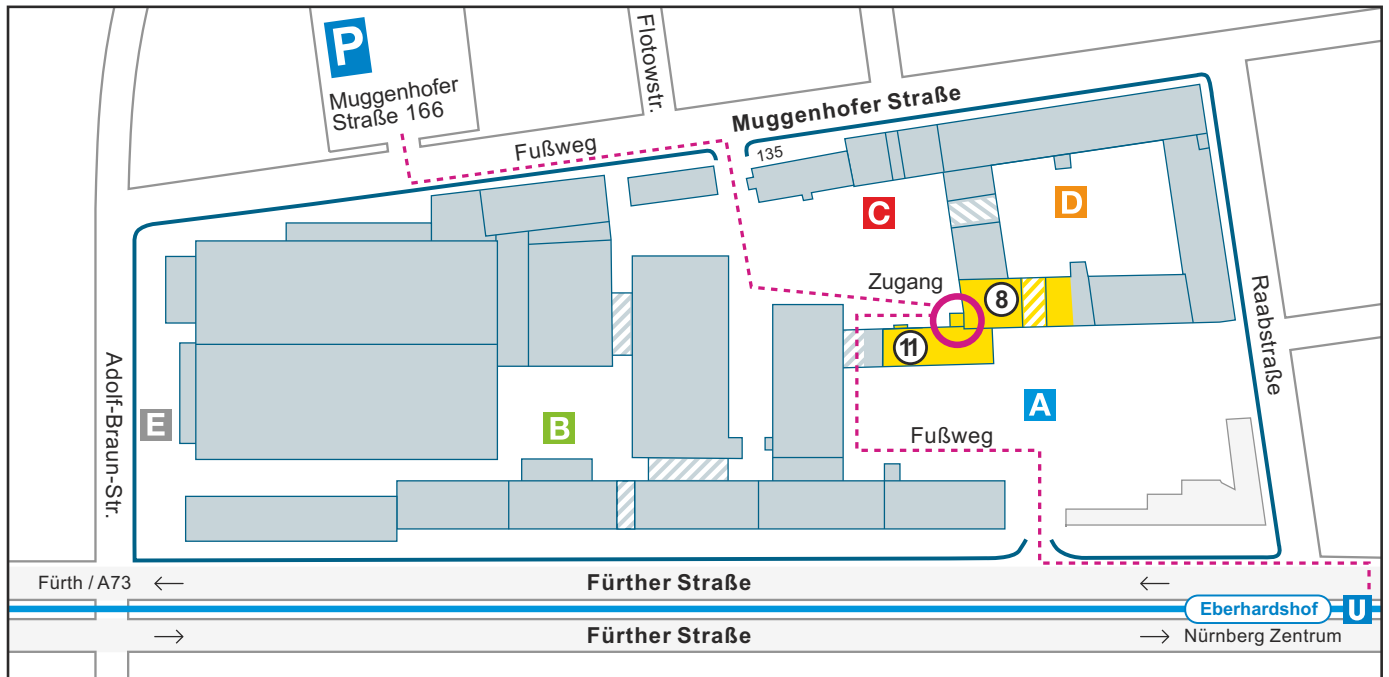 P
Muggenhofer
Straße 166
Flotowstr.
Muggenhofer Straße
Fußweg
135
C
D
Zugang
8
11
Raabstraße
Adolf-Braun-Str.
E
B
A
Fußweg
Fürth / A73
Fürther Straße
Eberhardshof
U
Fürther Straße
Nürnberg Zentrum